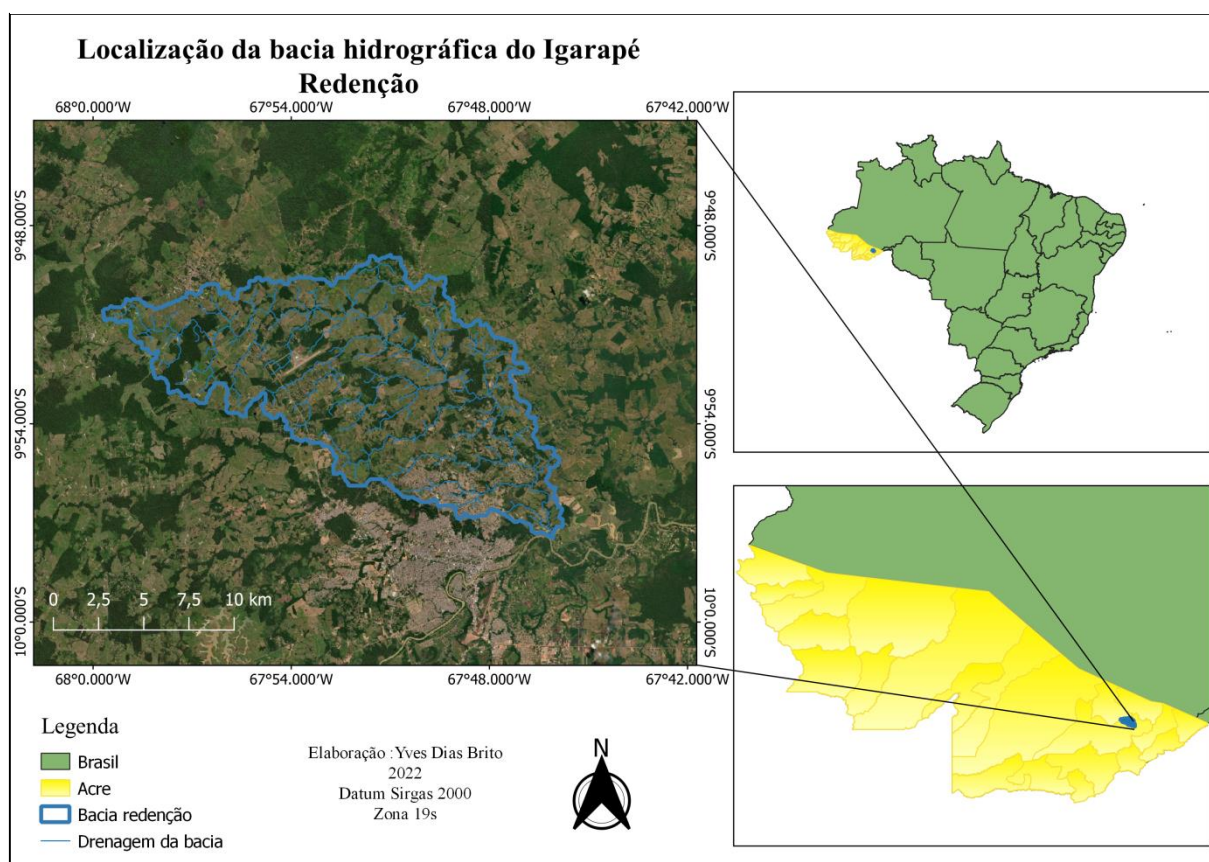 Localização da bacia hidrográfica do Igarapé
Redenção
68°0.000'W 67°54.000'W 67°48.000'W 67°42.000'W
9°48.000'S 9°48.000'S
9°54.000'S 9°54.000'S
10°0.000'S 10°0.000'S
0 2,5 5 7,5 10 km
68°0.000'W 67°54.000'W 67°48.000'W 67°42.000'W
Legenda
Brasil
Acre
Bacia redenção
Drenagem da bacia
Elaboração :Yves Dias Brito
2022
Datum Sirgas 2000
Zona 19s
N